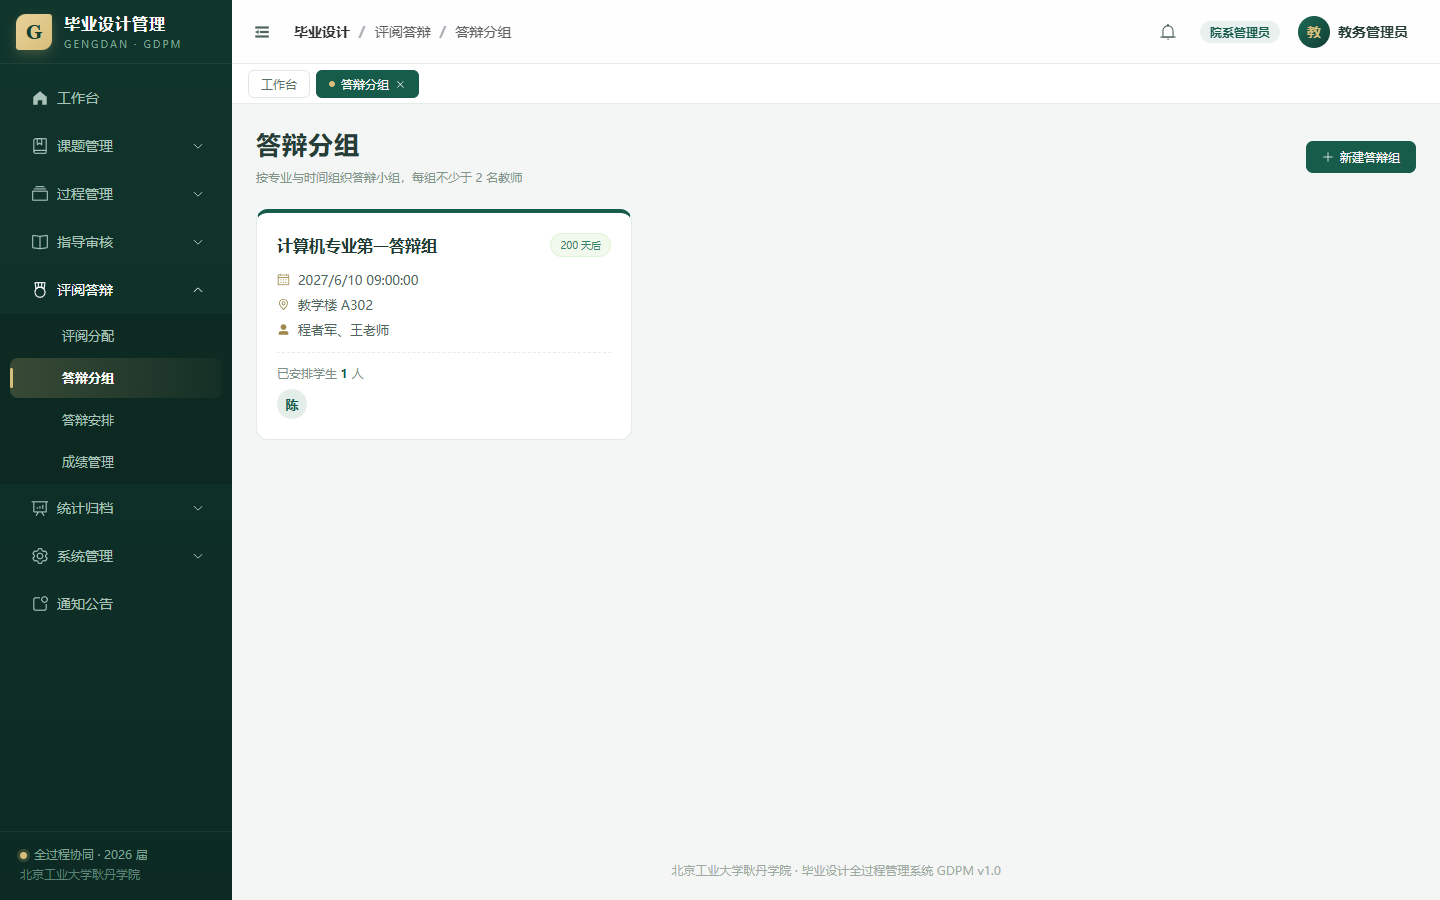 G
毕业设计管理
GENGDAN · GDPM
工作台
课题管理
过程管理
指导审核
评阅答辩
评阅分配
答辩分组
答辩安排
成绩管理
统计归档
系统管理
通知公告
全过程协同 · 2026 届
北京工业大学耿丹学院
毕业设计 / 评阅答辩 / 答辩分组
院系管理员
教
教务管理员
工作台
答辩分组
答辩分组
按专业与时间组织答辩小组，每组不少于 2 名教师
新建答辩组
计算机专业第一答辩组
200 天后
2027/6/10 09:00:00
教学楼 A302
程者军、王老师
已安排学生 1 人
陈
北京工业大学耿丹学院 · 毕业设计全过程管理系统 GDPM v1.0